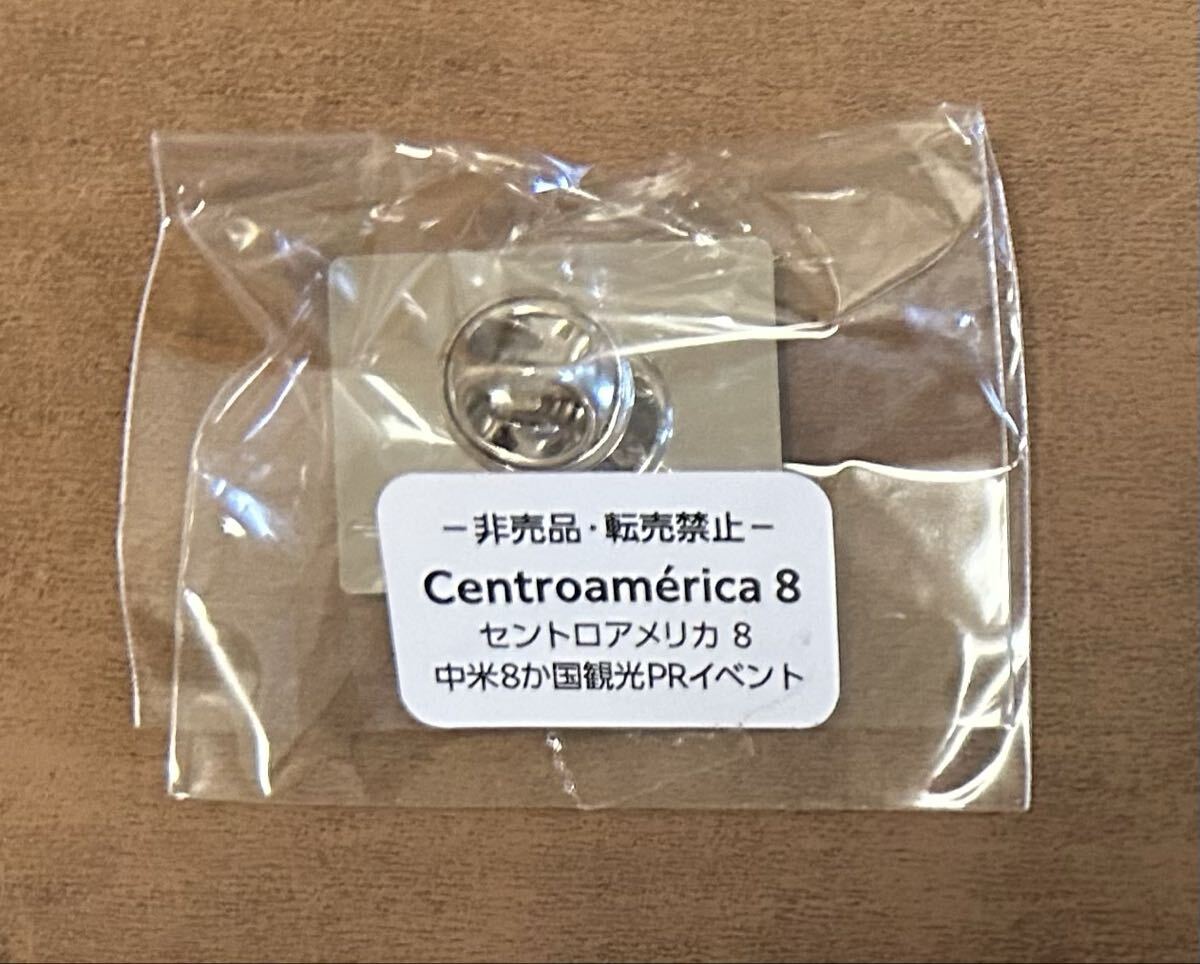 －非売品・転売禁止－
Centroamérica 8
セントロアメリカ 8
中米8か国観光PRイベント